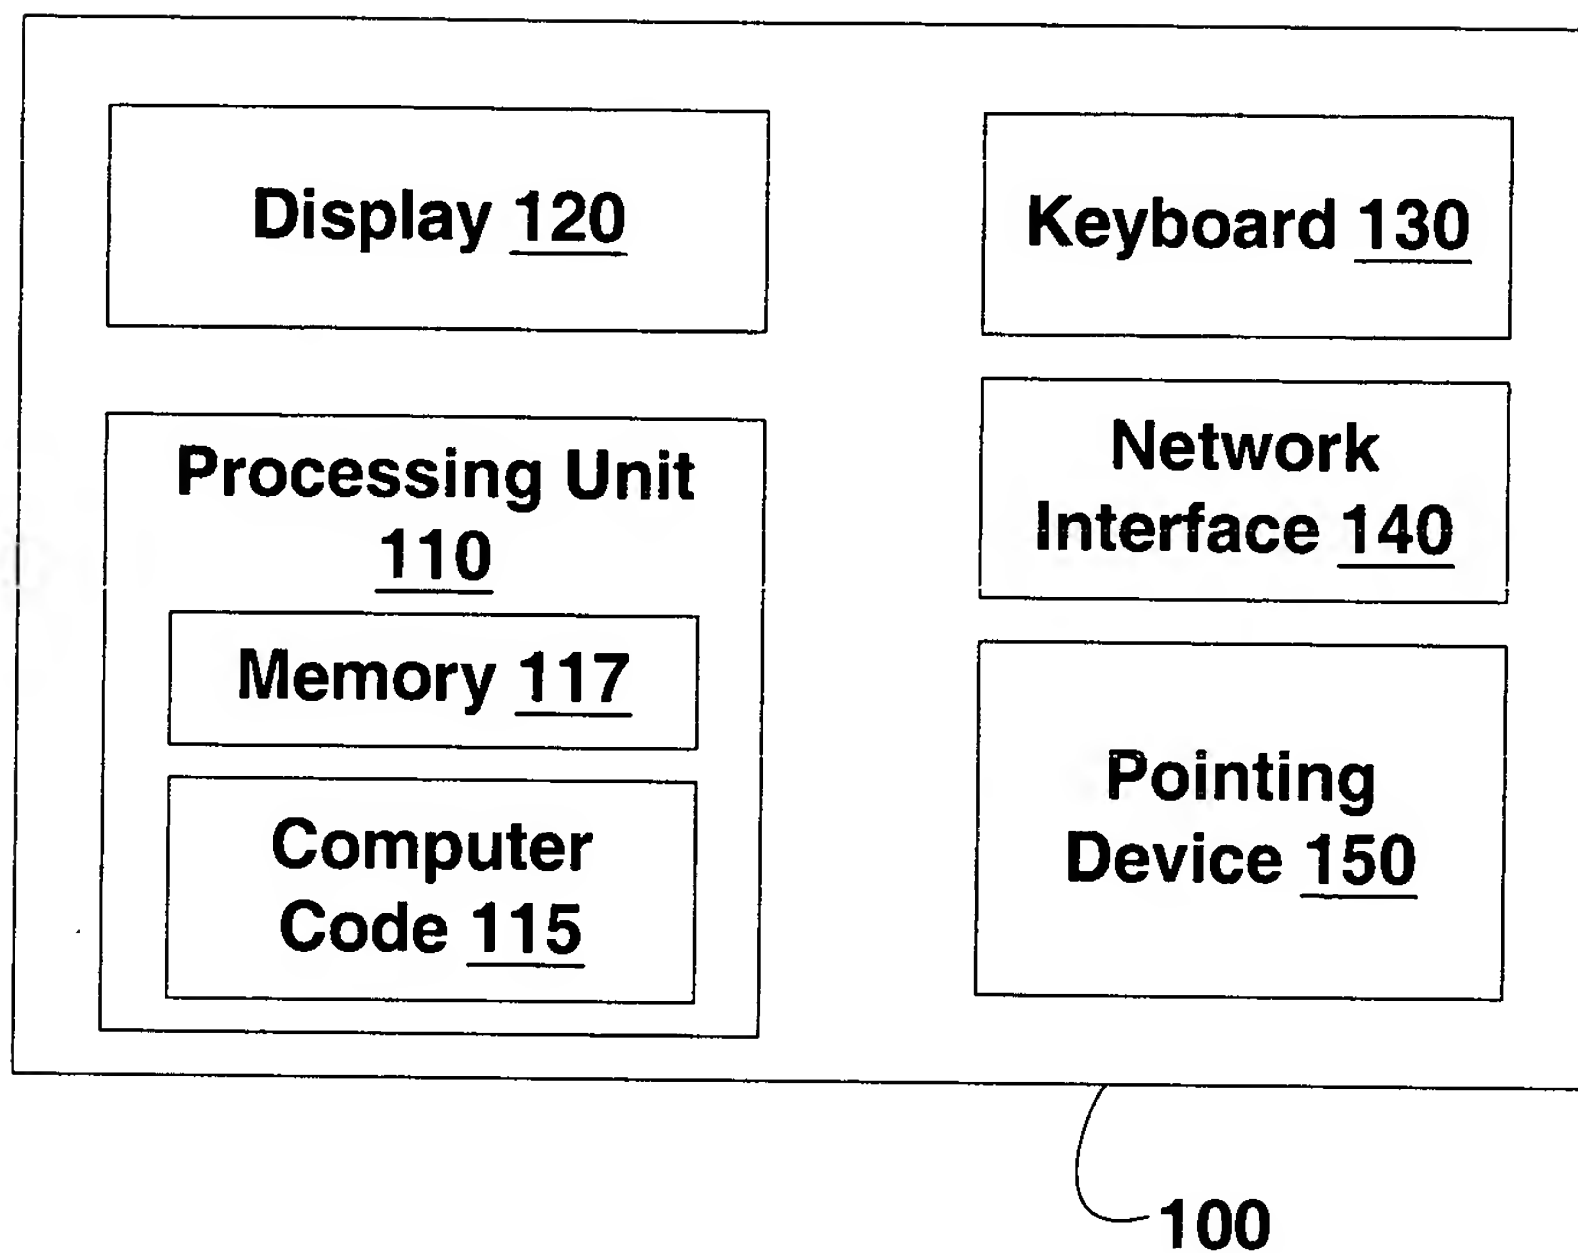 Display 120
Keyboard 130
Processing Unit
110
Memory 117
Computer
Code 115
Network
Interface 140
Pointing
Device 150
100